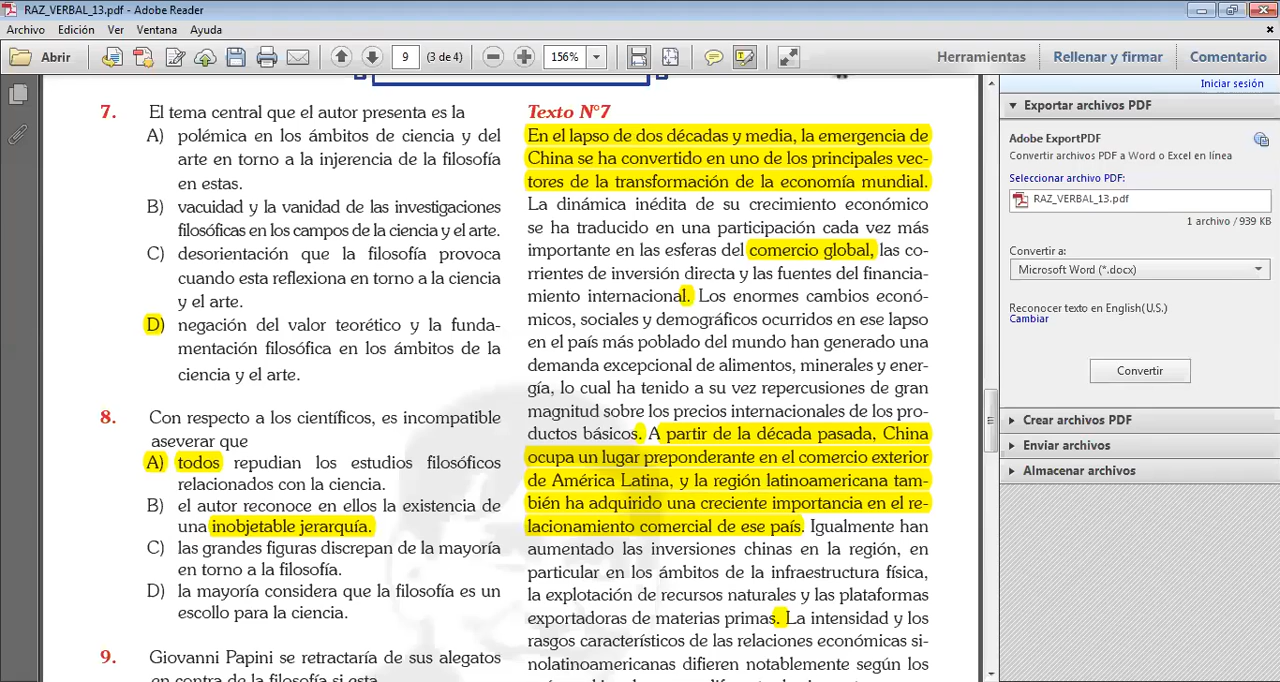 RAZ_VERBAL_13.pdf - Adobe Reader
Archivo Edición Ver Ventana Ayuda
Abrir 9 (3 de 4) 156% Herramientas Rellenar y firmar Comentario
7. El tema central que el autor presenta es la
A) polémica en los ámbitos de ciencia y del
arte en torno a la injerencia de la filosofía
en estas.
B) vacuidad y la vanidad de las investigaciones
filosóficas en los campos de la ciencia y el arte.
C) desorientación que la filosofía provoca
cuando esta reflexiona en torno a la ciencia
y el arte.
D) negación del valor teorético y la funda-
mentación filosófica en los ámbitos de la
ciencia y el arte.
8. Con respecto a los científicos, es incompatible
aseverar que
A) todos repudian los estudios filosóficos
relacionados con la ciencia.
B) el autor reconoce en ellos la existencia de
una inobjetable jerarquía.
C) las grandes figuras discrepan de la mayoría
en torno a la filosofía.
D) la mayoría considera que la filosofía es un
escollo para la ciencia.
9. Giovanni Papini se retractaría de sus alegatos
en contra de la filosofía si esta
Texto N°7
En el lapso de dos décadas y media, la emergencia de
China se ha convertido en uno de los principales vec-
tores de la transformación de la economía mundial.
La dinámica inédita de su crecimiento económico
se ha traducido en una participación cada vez más
importante en las esferas del comercio global, las co-
rrientes de inversión directa y las fuentes del financia-
miento internacional. Los enormes cambios econó-
micos, sociales y demográficos ocurridos en ese lapso
en el país más poblado del mundo han generado una
demanda excepcional de alimentos, minerales y ener-
gía, lo cual ha tenido a su vez repercusiones de gran
magnitud sobre los precios internacionales de los pro-
ductos básicos. A partir de la década pasada, China
ocupa un lugar preponderante en el comercio exterior
de América Latina, y la región latinoamericana tam-
bién ha adquirido una creciente importancia en el re-
lacionamiento comercial de ese país. Igualmente han
aumentado las inversiones chinas en la región, en
particular en los ámbitos de la infraestructura física,
la explotación de recursos naturales y las plataformas
exportadoras de materias primas. La intensidad y los
rasgos característicos de las relaciones económicas si-
nolatinoamericanas difieren notablemente según los
Iniciar sesión
Exportar archivos PDF
Adobe ExportPDF
Convertir archivos PDF a Word o Excel en línea
Seleccionar archivo PDF:
RAZ_VERBAL_13.pdf
1 archivo / 939 KB
Convertir a:
Microsoft Word (*.docx)
Reconocer texto en English(U.S.)
Cambiar
Convertir
Crear archivos PDF
Enviar archivos
Almacenar archivos